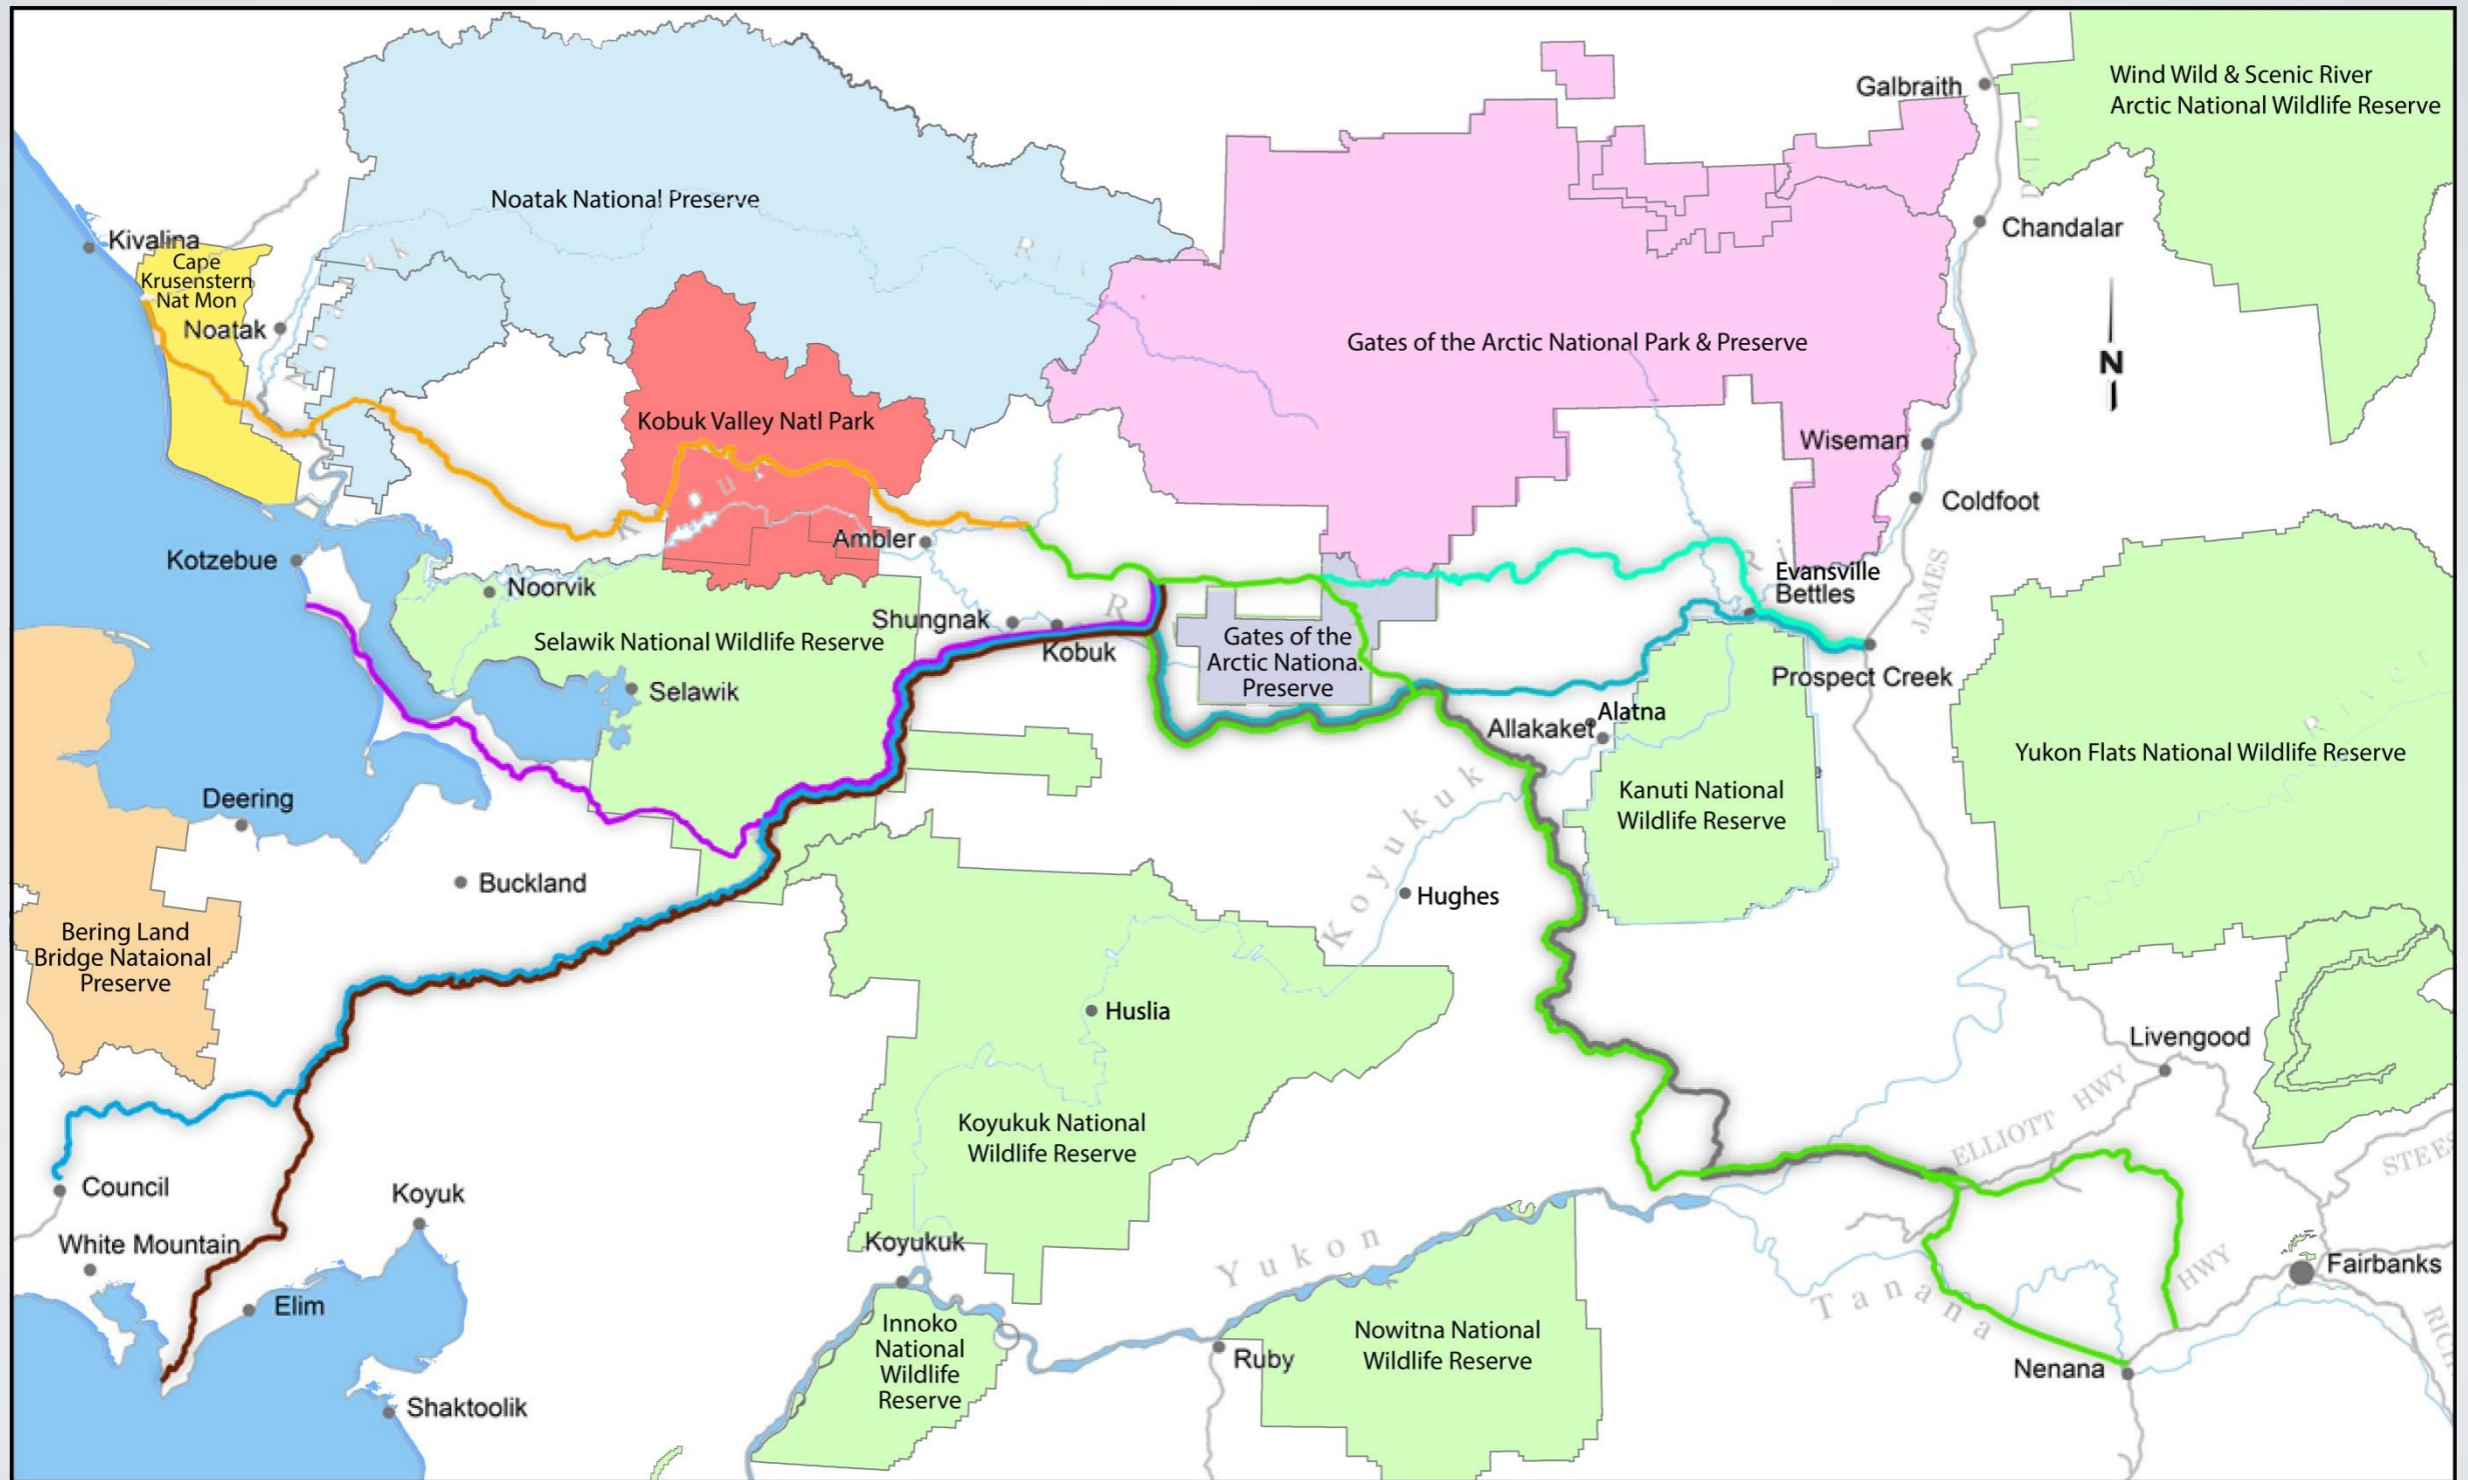 Wind Wild & Scenic River
Arctic National Wildlife Reserve
Galbraith
DALTON
Chandalar
Noatak National Preserve
Kivalina
Cape
Krusenstern
Nat Mon
Noatak
N
Gates of the Arctic National Park & Preserve
Kobuk Valley Natl Park
Wiseman
Coldfoot
Ambler
Kotzebue
Noorvik
Evansville
Bettles
JAMES
Shungnak
Selawik National Wildlife Reserve
Kobuk
Gates of the
Arctic National
Preserve
Prospect Creek
Selawik
Alatna
Allakaket
River
Yukon Flats National Wildlife Reserve
Deering
Kanuti National
Wildlife Reserve
Koyukuk
Buckland
Hughes
Bering Land
Bridge Nataional
Preserve
Huslia
Livengood
ELLIOTT HWY
Koyukuk National
Wildlife Reserve
STEES
Council
Koyuk
White Mountain
Koyukuk
Yukon
HWY
Fairbanks
Elim
Tanana
Innoko
National
Wildlife
Reserve
Nowitna National
Wildlife Reserve
Ruby
Nenana
RICH
Shaktoolik